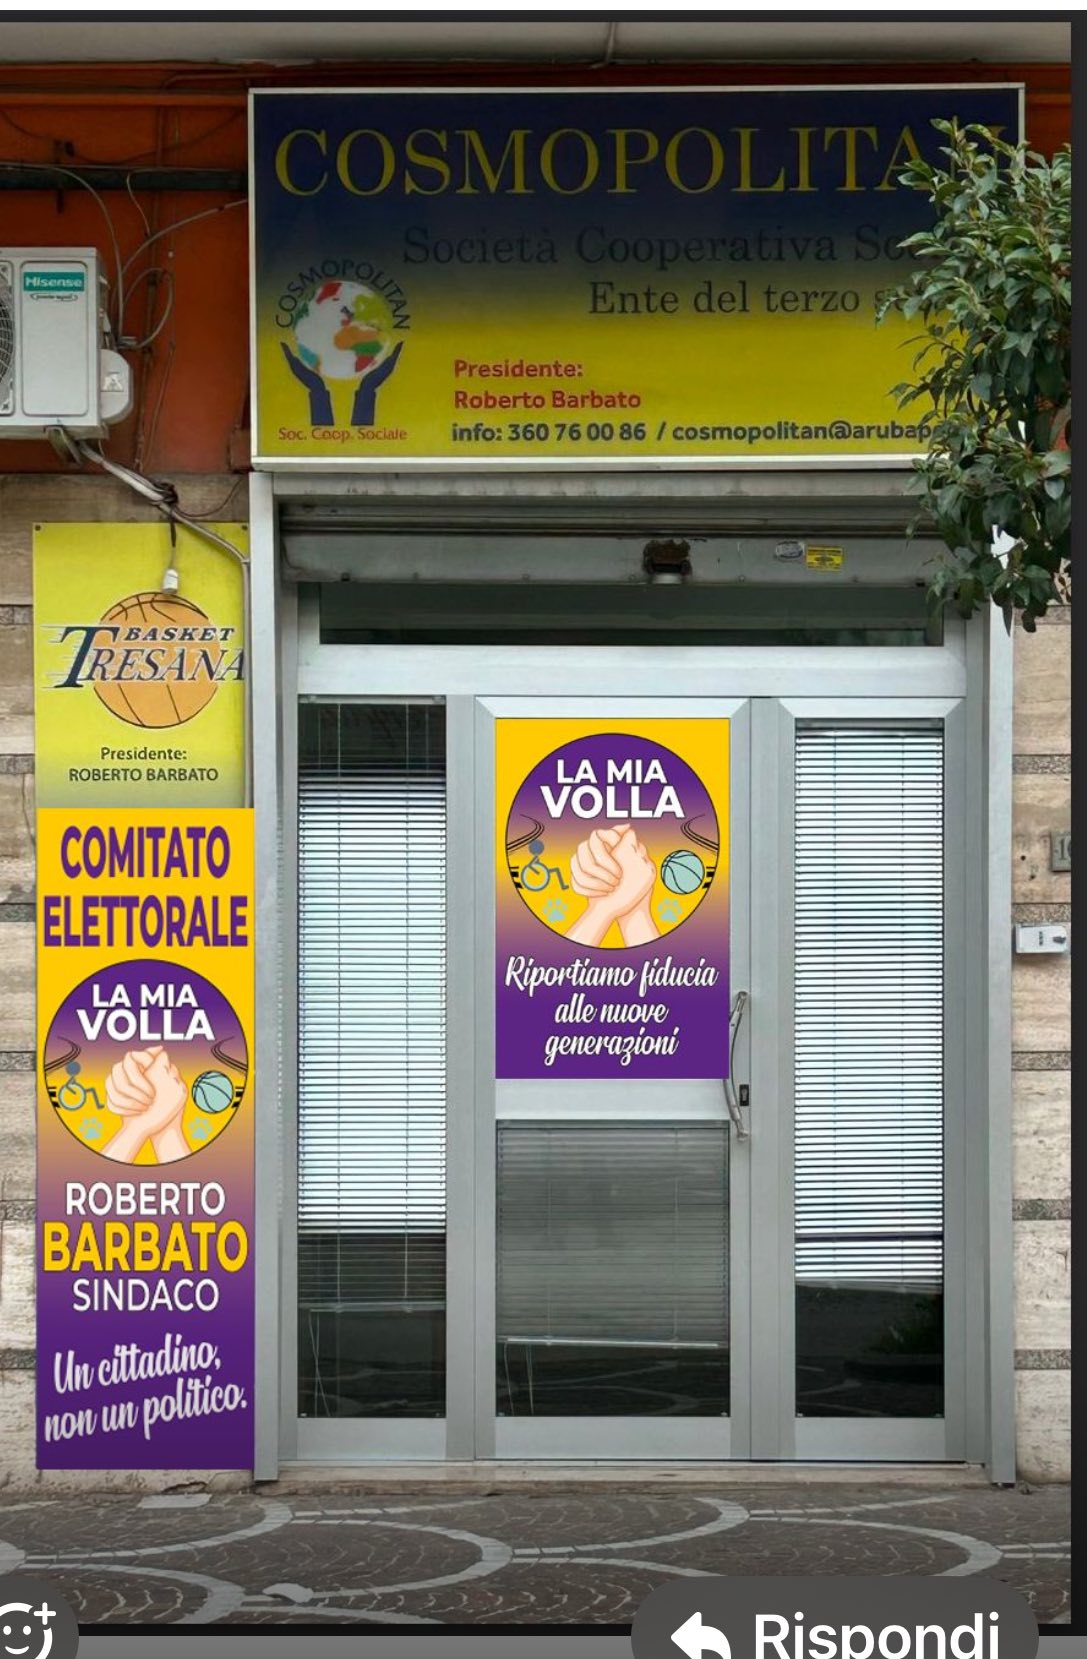 COSMOPOLITAN
Società Cooperativa
Ente del terzo
COSMOPOLITAN
Soc. Coop. Sociale
Presidente:
Roberto Barbato
info: 360 76 00 86 / cosmopolitan@arubap
Hisense
BASKET
TRESANA
Presidente:
ROBERTO BARBATO
COMITATO
ELETTORALE
LA MIA
VOLLA
ROBERTO
BARBATO
SINDACO
Un cittadino,
non un politico.
LA MIA
VOLLA
Riportiamo fiducia
alle nuove
generazioni
Rispondi